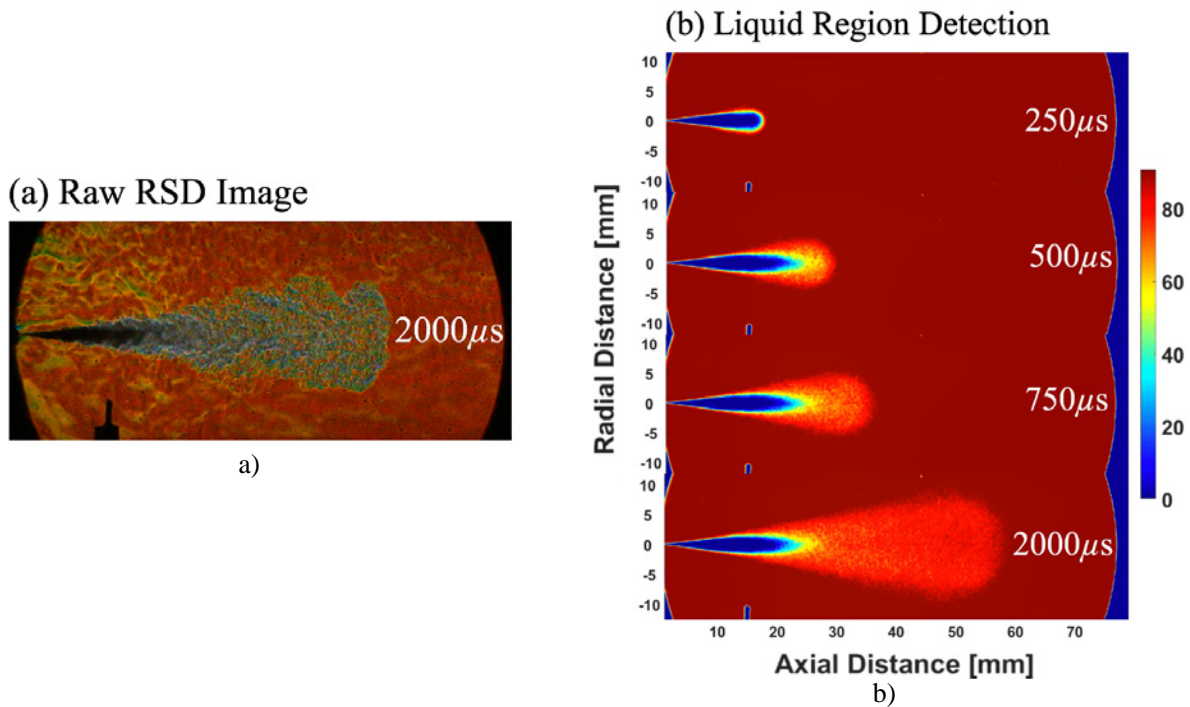 (a) Raw RSD Image
2000µs
a)
(b) Liquid Region Detection
Radial Distance [mm]
10
5
0
-5
-10
250µs
10
5
0
-5
-10
500µs
10
5
0
-5
-10
750µs
10
5
0
-5
-10
2000µs
10 20 30 40 50 60 70
Axial Distance [mm]
80
60
40
20
0
b)